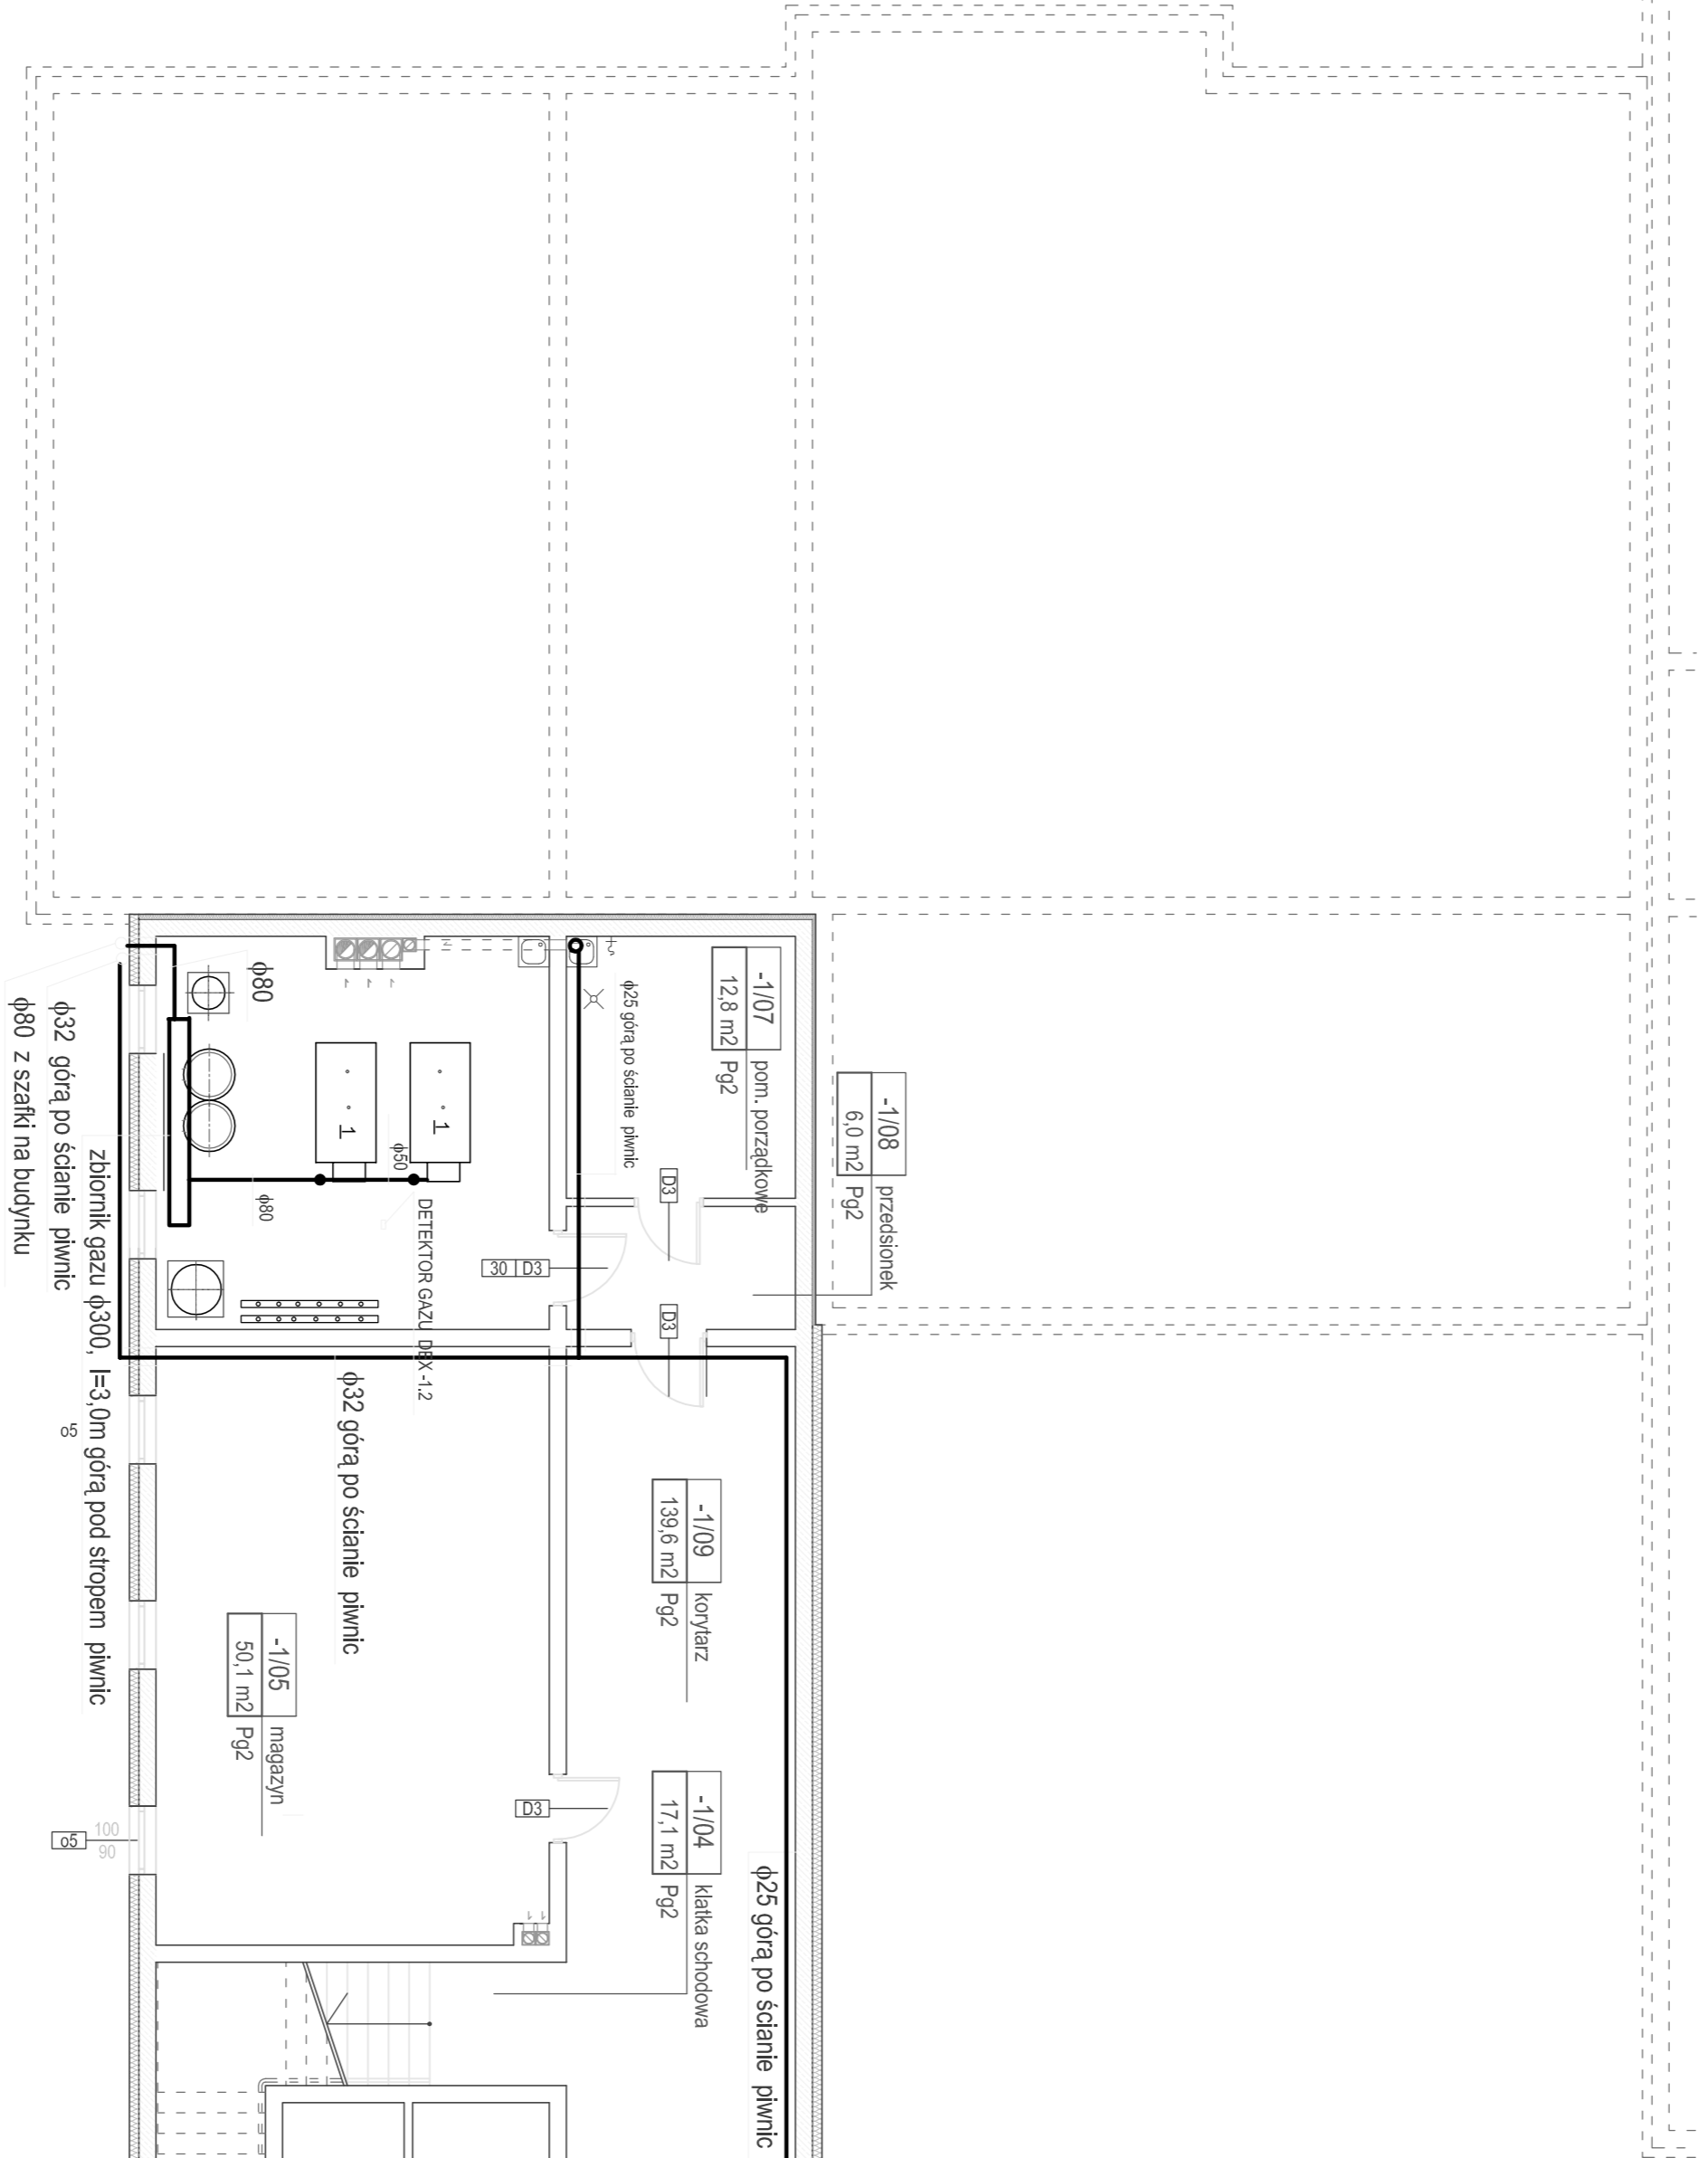 -1/08
6,0 m2
przedsionek
Pg2
-1/07
12,8 m2
pom. porządkowe
Pg2
ϕ25 górą po ścianie piwnic
D3
D3
30 D3
-1/09
139,6 m2
korytarz
Pg2
-1/04
17,1 m2
klatka schodowa
Pg2
ϕ25 górą po ścianie piwnic
D3
1
1
ϕ50
DETEKTOR GAZU DEX -1.2
ϕ80
ϕ80
ϕ32 górą po ścianie piwnic
-1/05
50,1 m2
magazyn
Pg2
zbiornik gazu ϕ300, l=3,0m górą pod stropem piwnic
ϕ32 górą po ścianie piwnic
ϕ80 z szafki na budynku
o5
o5
100
90